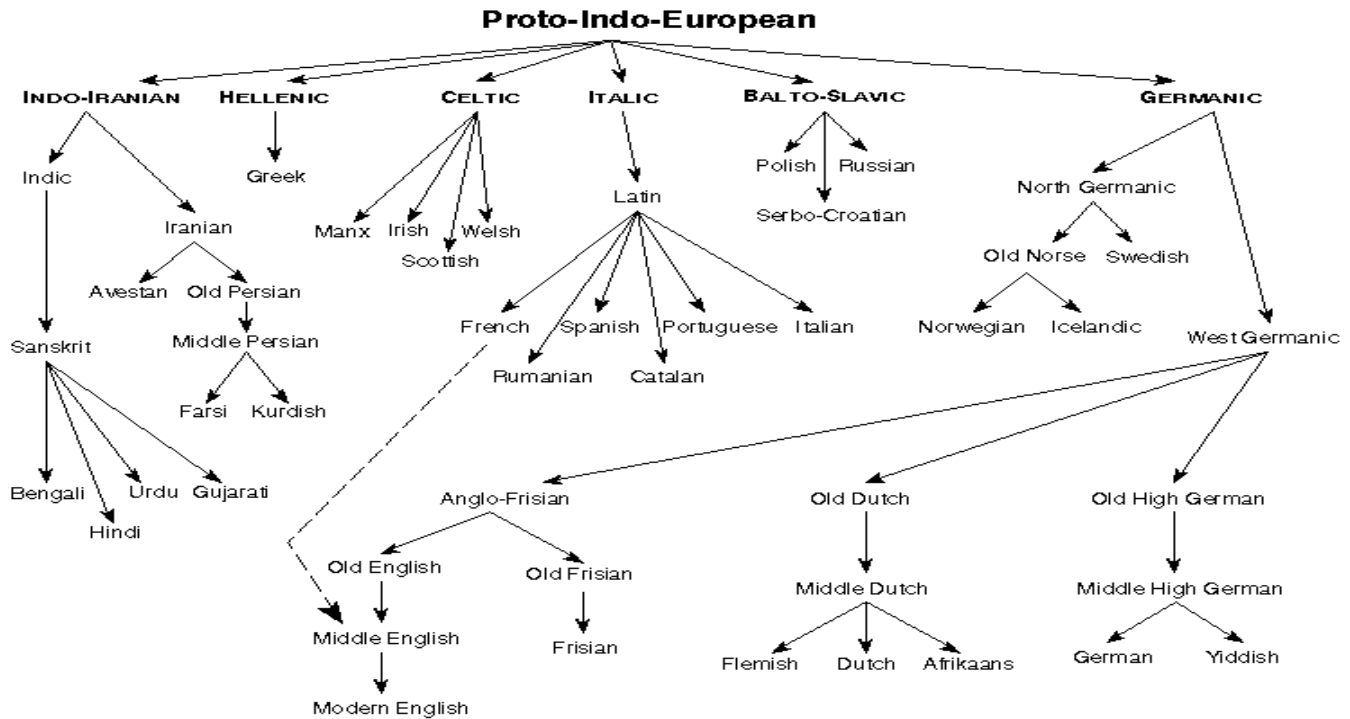 Proto-Indo-European
INDO-IRANIAN HELLENIC CELTIC ITALIC BALTO-SLAVIC GERMANIC
Polish Russian
Indic Greek North Germanic
Latin
Serbo-Croatian
Iranian Manx Irish Welsh
Scottish Old Norse Swedish
Avestan Old Persian
French Spanish Portuguese Italian Norwegian Icelandic
Sanskrit Middle Persian West Germanic
Rumanian Catalan
Farsi Kurdish
Bengali Urdu Gujarati Anglo-Frisian Old Dutch Old High German
Hindi
Old English Old Frisian
Middle Dutch Middle High German
Middle English Frisian
Flemish Dutch Afrikaans German Yiddish
Modern English